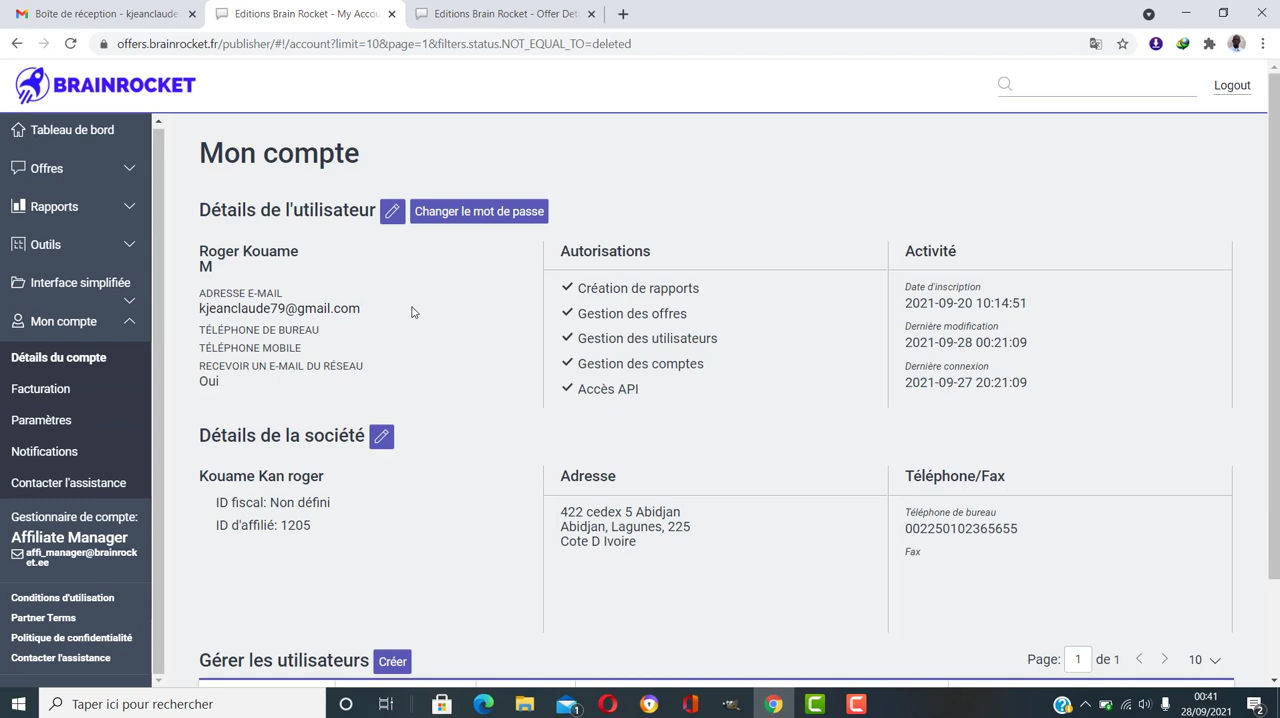 Boîte de réception - kjeanclaude
Editions Brain Rocket - My Accou
Editions Brain Rocket - Offer Det
offers.brainrocket.fr/publisher/#!/account?limit=10&page=1&filters.status.NOT_EQUAL_TO=deleted
BRAINROCKET
Logout
Tableau de bord
Offres
Rapports
Outils
Interface simplifiée
Mon compte
Détails du compte
Facturation
Paramètres
Notifications
Contacter l'assistance
Gestionnaire de compte:
Affiliate Manager
affi_manager@brainrock
et.ee
Conditions d'utilisation
Partner Terms
Politique de confidentialité
Contacter l'assistance
Mon compte
Détails de l'utilisateur
Changer le mot de passe
Roger Kouame
M
ADRESSE E-MAIL
kjeanclaude79@gmail.com
TÉLÉPHONE DE BUREAU
TÉLÉPHONE MOBILE
RECEVOIR UN E-MAIL DU RÉSEAU
Oui
Autorisations
Création de rapports
Gestion des offres
Gestion des utilisateurs
Gestion des comptes
Accès API
Activité
Date d'inscription
2021-09-20 10:14:51
Dernière modification
2021-09-28 00:21:09
Dernière connexion
2021-09-27 20:21:09
Détails de la société
Kouame Kan roger
ID fiscal: Non défini
ID d'affilié: 1205
Adresse
422 cedex 5 Abidjan
Abidjan, Lagunes, 225
Cote D Ivoire
Téléphone/Fax
Téléphone de bureau
002250102365655
Fax
Gérer les utilisateurs
Créer
Page: 1 de 1
10
Taper ici pour rechercher
1
00:41
28/09/2021
2